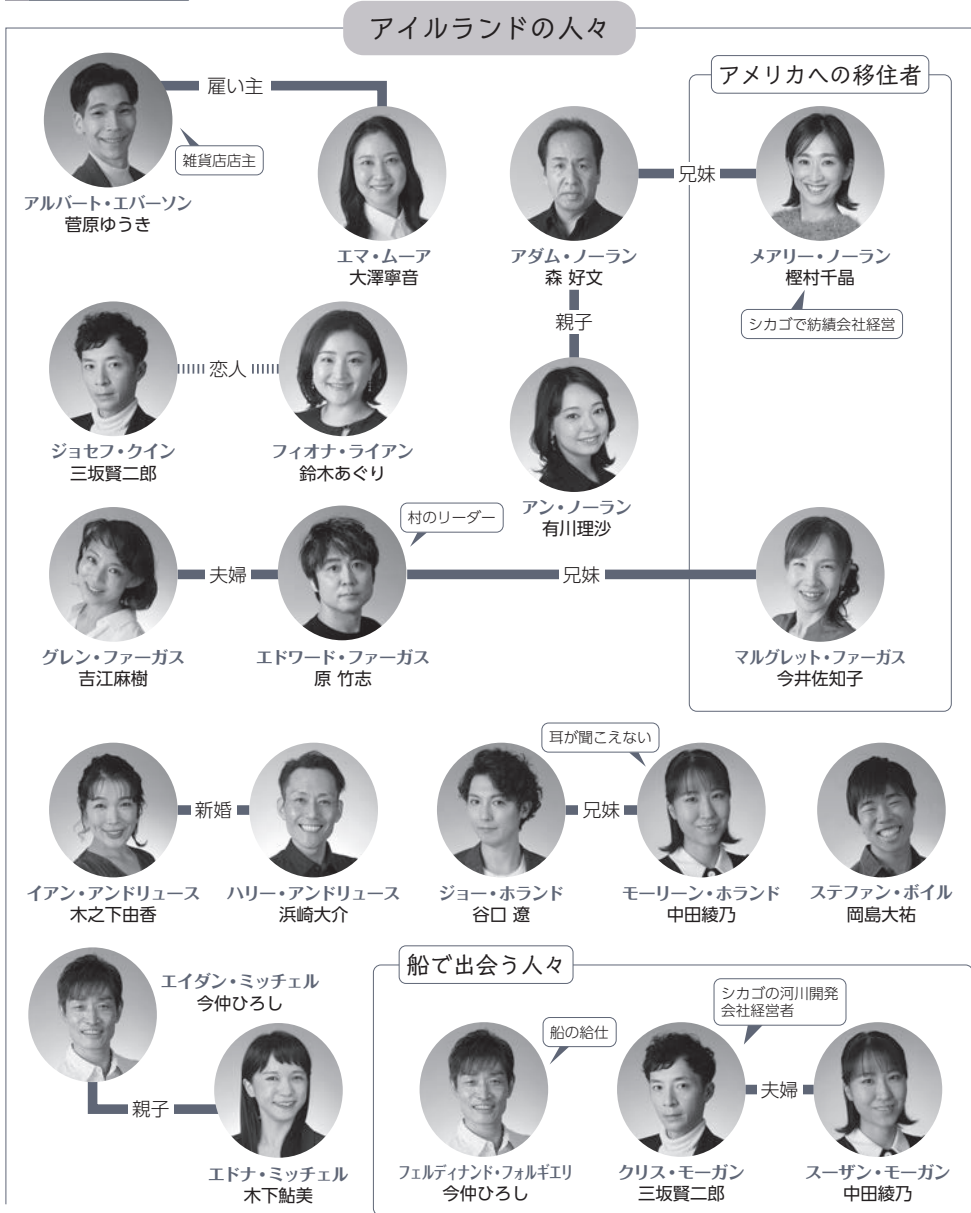 アイルランドの人々
アメリカへの移住者
雇い主
雑貨店店主
アルバート・エバーソン
菅原ゆうき
エマ・ムーア
大澤寧音
アダム・ノーラン
森 好文
兄妹
メアリー・ノーラン
樫村千晶
シカゴで紡績会社経営
親子
恋人
ジョセフ・クイン
三坂賢二郎
フィオナ・ライアン
鈴木あぐり
アン・ノーラン
有川理沙
村のリーダー
夫婦
兄妹
グレン・ファーガス
吉江麻樹
エドワード・ファーガス
原 竹志
マルグレット・ファーガス
今井佐知子
耳が聞こえない
新婚
兄妹
イアン・アンドリュース
木之下由香
ハリー・アンドリュース
浜崎大介
ジョー・ホランド
谷口 遼
モーリーン・ホランド
中田綾乃
ステファン・ボイル
岡島大祐
エイダン・ミッチェル
今仲ひろし
親子
エドナ・ミッチェル
木下鮎美
船で出会う人々
船の給仕
シカゴの河川開発
会社経営者
夫婦
フェルディナンド・フォルギエリ
今仲ひろし
クリス・モーガン
三坂賢二郎
スーザン・モーガン
中田綾乃